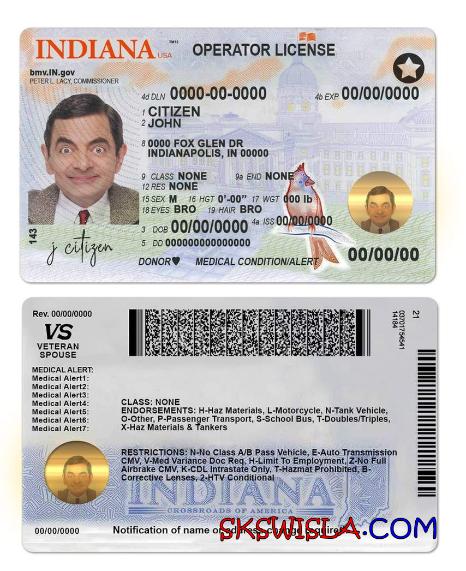 INDIANA USA OPERATOR LICENSE
bmv.IN.gov
PETER L. LACY, COMMISSIONER
4d DLN 0000-00-0000 4b EXP 00/00/0000
1 CITIZEN
2 JOHN
8 0000 FOX GLEN DR
INDIANAPOLIS, IN 00000
9 CLASS NONE 9a END NONE
12 RES NONE
15 SEX M 16 HGT 0'-00" 17 WGT 000 lb
18 EYES BRO 19 HAIR BRO
4a ISS 00/00/0000
3 DOB 00/00/0000
5 DD 0000000000000
143
j citizen
DONOR♥ MEDICAL CONDITION/ALERT
00/00/00
Rev. 00/00/0000
VS
VETERAN
SPOUSE
MEDICAL ALERT:
Medical Alert1:
Medical Alert2:
Medical Alert3:
Medical Alert4:
Medical Alert5:
Medical Alert6:
Medical Alert7:
CLASS: NONE
ENDORSEMENTS: H-Haz Materials, L-Motorcycle, N-Tank Vehicle,
O-Other, P-Passenger Transport, S-School Bus, T-Doubles/Triples,
X-Haz Materials & Tankers
RESTRICTIONS: N-No Class A/B Pass Vehicle, E-Auto Transmission
CMV, V-Med Variance Doc Req, H-Limit To Employment, Z-No Full
Airbrake CMV, K-CDL Intrastate Only, T-Hazmat Prohibited, B-
Corrective Lenses, 2-HTV Conditional
INDIANA
CROSSROADS OF AMERICA
00/00/0000
Notification of name or address change required
21
03701754541
14184
SKSWISLA.COM